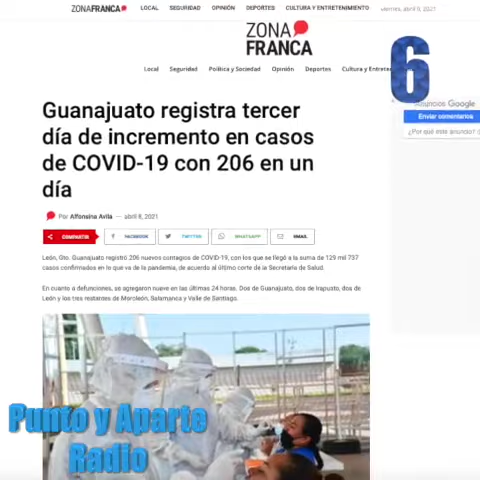 ZONAFRANCA LOCAL SEGURIDAD OPINIÓN DEPORTES CULTURA Y ENTRETENIMIENTO viernes, abril 9, 2021
ZONA
FRANCA
Local Seguridad Política y Sociedad Opinión Deportes Cultura y Entreten
6
Anuncios Google
Enviar comentarios
¿Por qué este anuncio?
Guanajuato registra tercer
día de incremento en casos
de COVID-19 con 206 en un
día
Por Alfonsina Ávila — abril 8, 2021
COMPARTIR FACEBOOK TWITTER WHATSAPP EMAIL
León, Gto. Guanajuato registró 206 nuevos contagios de COVID-19, con los que se llegó a la suma de 129 mil 737
casos confirmados en lo que va de la pandemia, de acuerdo al último corte de la Secretaría de Salud.
En cuanto a defunciones, se agregaron nueve en las últimas 24 horas. Dos de Guanajuato, dos de Irapuato, dos de
León y los tres restantes de Moroleón, Salamanca y Valle de Santiago.
Punto y Aparte
Radio